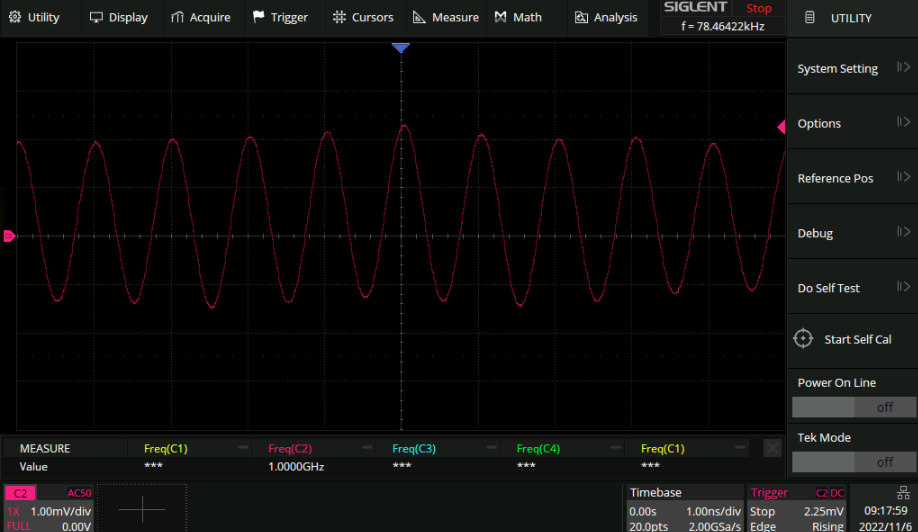 Utility Display Acquire Trigger Cursors Measure Math Analysis SIGLENT Stop UTILITY
f = 78.46422kHz
System Setting
Options
Reference Pos
Debug
Do Self Test
Start Self Cal
Power On Line
off
Tek Mode
off
MEASURE Freq(C1) Freq(C2) Freq(C3) Freq(C4) Freq(C1)
Value *** 1.0000GHz *** *** ***
C2 AC50 Timebase Trigger C2 DC
1X 1.00mV/div 0.00s 1.00ns/div Stop 2.25mV 09:17:59
FULL 0.00V 20.0pts 2.00GSa/s Edge Rising 2022/11/6